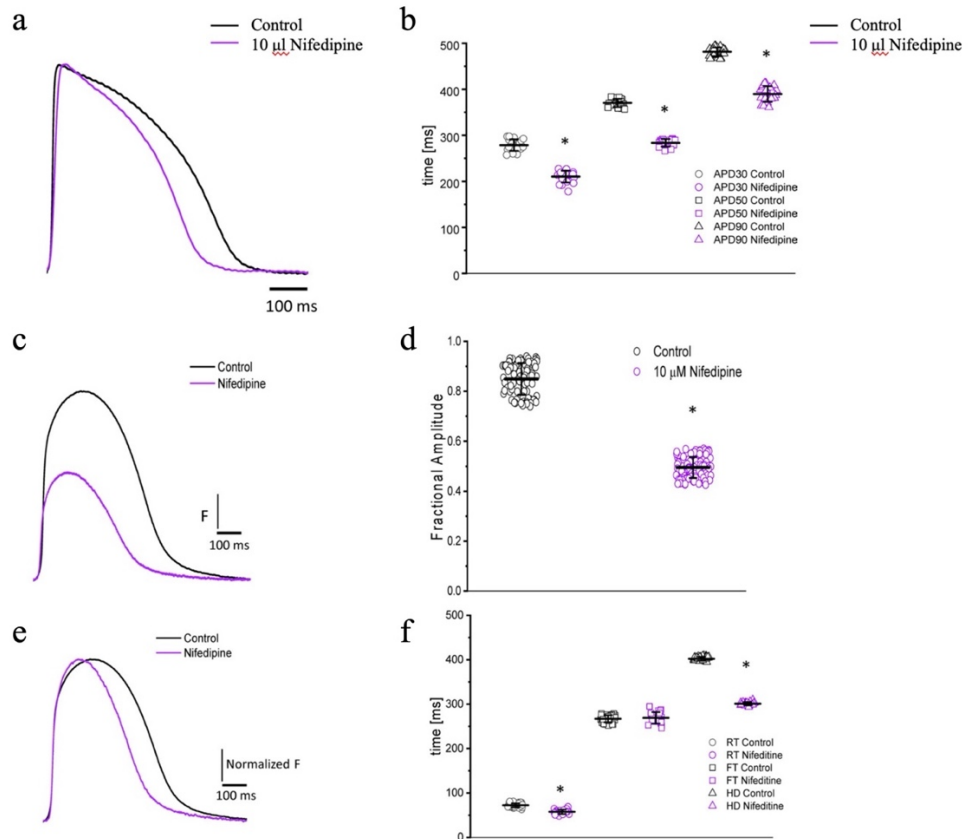 a
Control
10 µl Nifedipine
100 ms
b
Control
10 µl Nifedipine
500
400
300
200
100
0
time [ms]
*
*
*
APD30 Control
APD30 Nifedipine
APD50 Control
APD50 Nifedipine
APD90 Control
APD90 Nifedipine
c
Control
Nifedipine
F
100 ms
d
1.0
0.8
0.6
0.4
0.2
0.0
Fractional Amplitude
Control
10 µM Nifedipine
*
e
Control
Nifedipine
Normalized F
100 ms
f
500
400
300
200
100
0
time [ms]
*
*
RT Control
RT Nifeditine
FT Control
FT Nifeditine
HD Control
HD Nifeditine